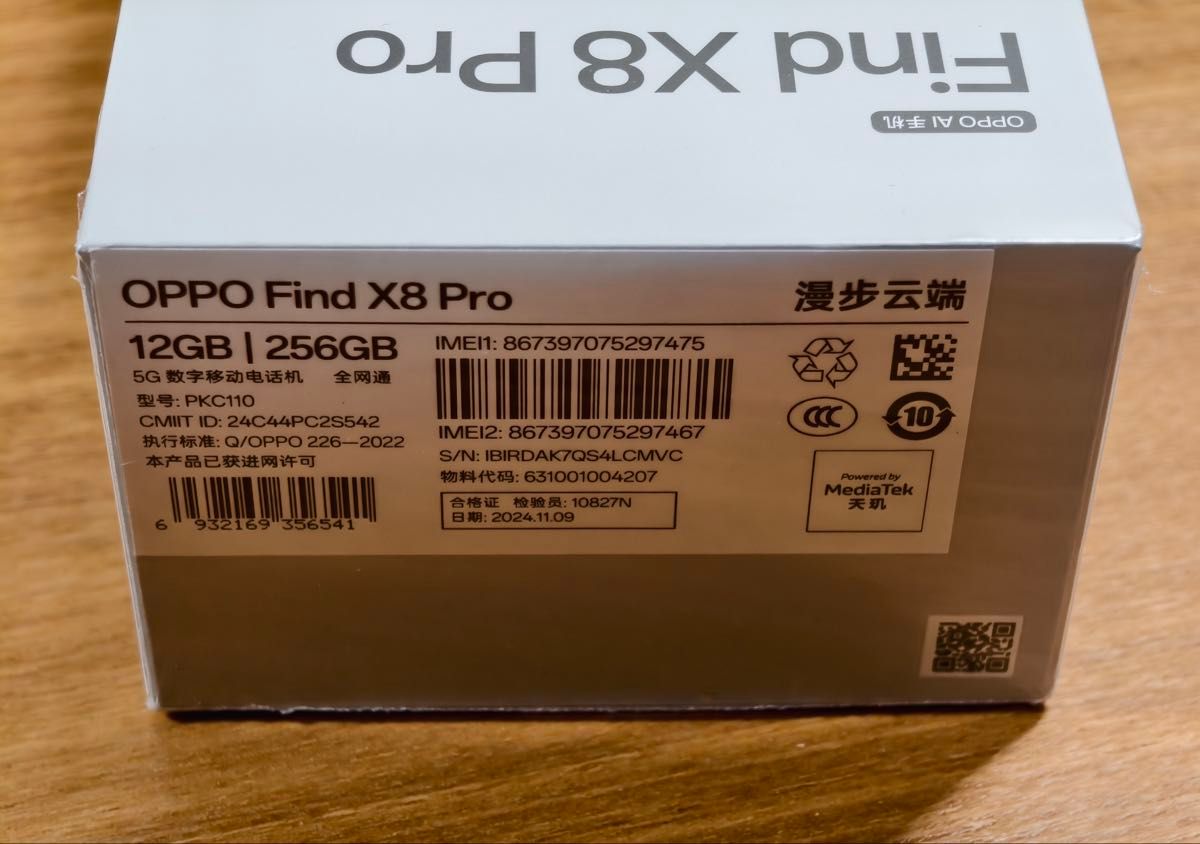 Find X8 Pro
OPPO AI 手机
OPPO Find X8 Pro
漫步云端
12GB | 256GB
5G 数字移动电话机 全网通
型号: PKC110
CMIIT ID: 24C44PC2S542
执行标准: Q/OPPO 226—2022
本产品已获进网许可
6 932169 356541
IMEI1: 867397075297475
IMEI2: 867397075297467
S/N: IBIRDAK7QS4LCMVC
物料代码: 631001004207
合格证 检验员: 10827N
日期: 2024.11.09
CCC
10
Powered by
MediaTek
天玑